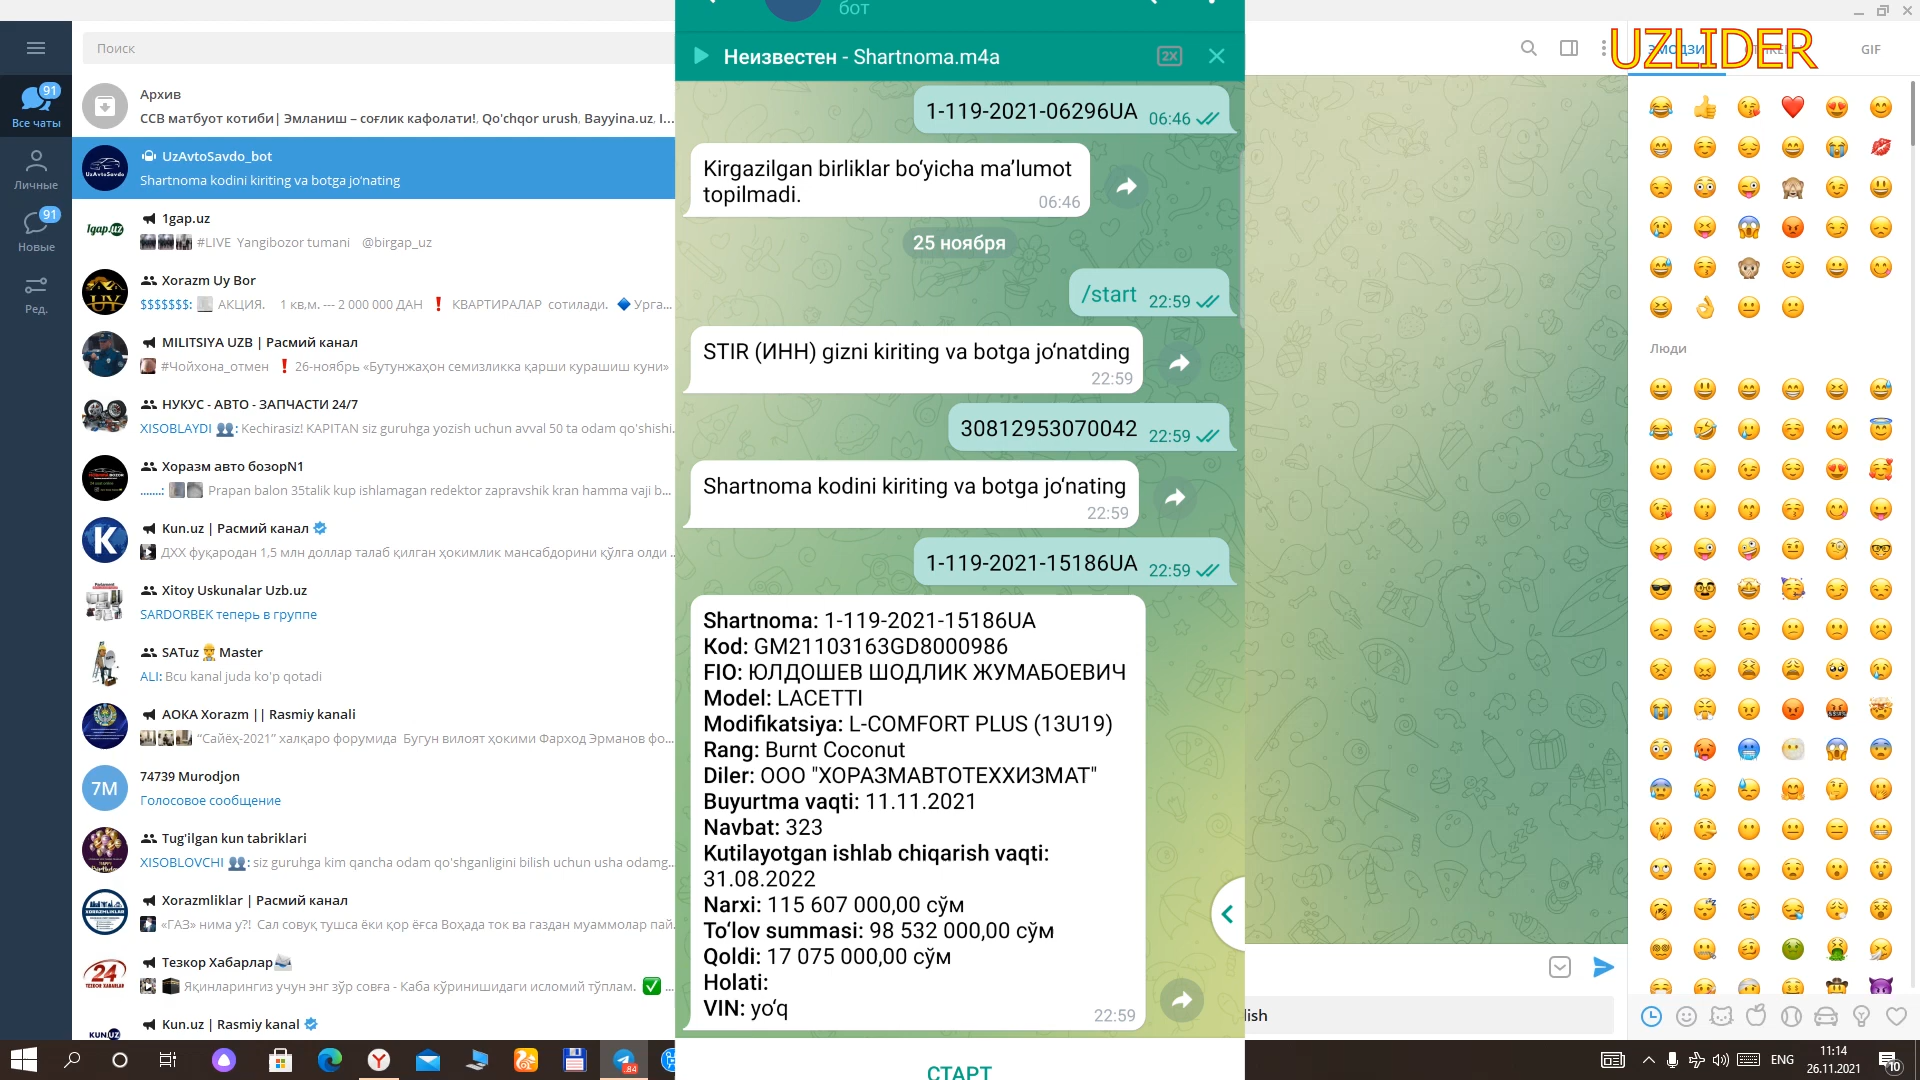 Поиск
Архив
ССВ матбуот котиби| Эмланиш – соғлик кафолати!, Qo'chqor urush, Bayyina.uz, I...
91
Все чаты
Личные
91
Новые
Ред.
UzAvtoSavdo_bot
Shartnoma kodini kiriting va botga jo'nating
1gap.uz
#LIVE Yangibozor tumani @birgap_uz
Xorazm Uy Bor
$$$$$$$: АКЦИЯ. 1 кв,м. --- 2 000 000 ДАН ❗ КВАРТИРАЛАР сотилади. 🔷 Урга...
MILITSIYA UZB | Расмий канал
#Чойхона_отмен ❗ 26-ноябрь «Бутунжаҳон семизликка қарши курашиш куни»
НУКУС - АВТО - ЗАПЧАСТИ 24/7
XISOBLAYDI 👥: Kechirasiz! KAPITAN siz guruhga yozish uchun avval 50 ta odam qo'shishi.
Хоразм авто бозорN1
.......: Prapan balon 35talik kup ishlamagan redektor zapravshik kran hamma vaji b...
Kun.uz | Расмий канал
ДХХ фуқародан 1,5 млн доллар талаб қилган ҳокимлик мансабдорини қўлга олди ..
Xitoy Uskunalar Uzb.uz
SARDORBEK теперь в группе
SATuz 👷 Master
ALI: Bcu kanal juda ko'p qotadi
AOKA Xorazm || Rasmiy kanali
“Сайёҳ-2021” халқаро форумида Бугун вилоят ҳокими Фарход Эрманов фо...
7M
74739 Murodjon
Голосовое сообщение
Tug'ilgan kun tabriklari
XISOBLOVCHI 👥: siz guruhga kim qancha odam qo'shganligini bilish uchun usha odamg...
Xorazmliklar | Расмий канал
«ГАЗ» нима у?! Сал совуқ тушса ёки қор ёғса Воҳада ток ва газдан муаммолар пай.
Тезкор Хабарлар
Яқинларингиз учун энг зўр совға - Каба кўринишидаги исломий тўплам. ✅ ...
Kun.uz | Rasmiy kanal
бот
Неизвестен - Shartnoma.m4a
2X
1-119-2021-06296UA 06:46
Kirgazilgan birliklar bo‘yicha ma’lumot
topilmadi.
06:46
25 ноября
/start 22:59
STIR (ИНН) gizni kiriting va botga jo‘natding
22:59
30812953070042 22:59
Shartnoma kodini kiriting va botga jo‘nating
22:59
1-119-2021-15186UA 22:59
Shartnoma: 1-119-2021-15186UA
Kod: GM21103163GD8000986
FIO: ЮЛДОШЕВ ШОДЛИК ЖУМАБОЕВИЧ
Model: LACETTI
Modifikatsiya: L-COMFORT PLUS (13U19)
Rang: Burnt Coconut
Diler: ООО "ХОРАЗМАВТОТЕХХИЗМАТ"
Buyurtma vaqti: 11.11.2021
Navbat: 323
Kutilayotgan ishlab chiqarish vaqti:
31.08.2022
Narxi: 115 607 000,00 сўм
To‘lov summasi: 98 532 000,00 сўм
Qoldi: 17 075 000,00 сўм
Holati:
VIN: yo‘q
22:59
СТАРТ
UZLIDER
ЭМОДЗИ
GIF
Люди
lish
ENG
11:14
26.11.2021
10
84